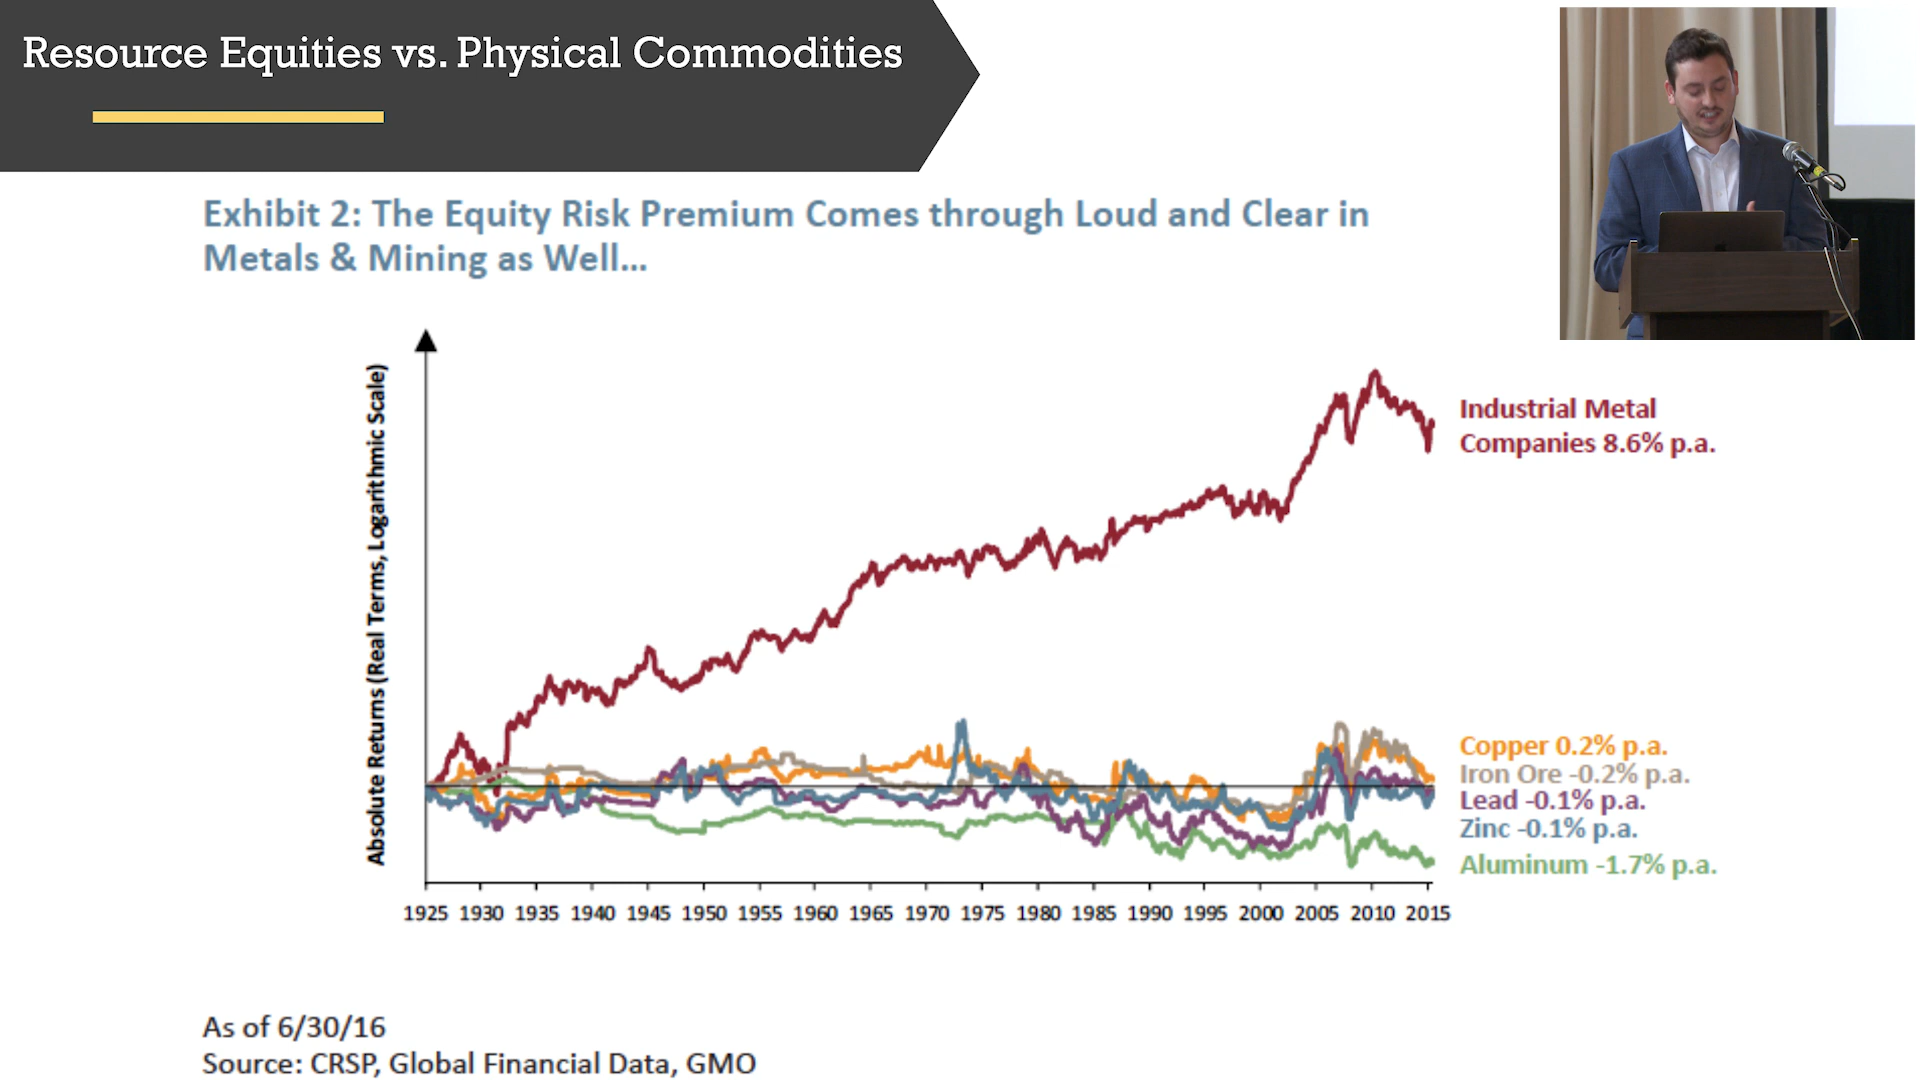 Resource Equities vs. Physical Commodities
Exhibit 2: The Equity Risk Premium Comes through Loud and Clear in
Metals & Mining as Well...
Absolute Returns (Real Terms, Logarithmic Scale)
Industrial Metal
Companies 8.6% p.a.
Copper 0.2% p.a.
Iron Ore -0.2% p.a.
Lead -0.1% p.a.
Zinc -0.1% p.a.
Aluminum -1.7% p.a.
1925 1930 1935 1940 1945 1950 1955 1960 1965 1970 1975 1980 1985 1990 1995 2000 2005 2010 2015
As of 6/30/16
Source: CRSP, Global Financial Data, GMO